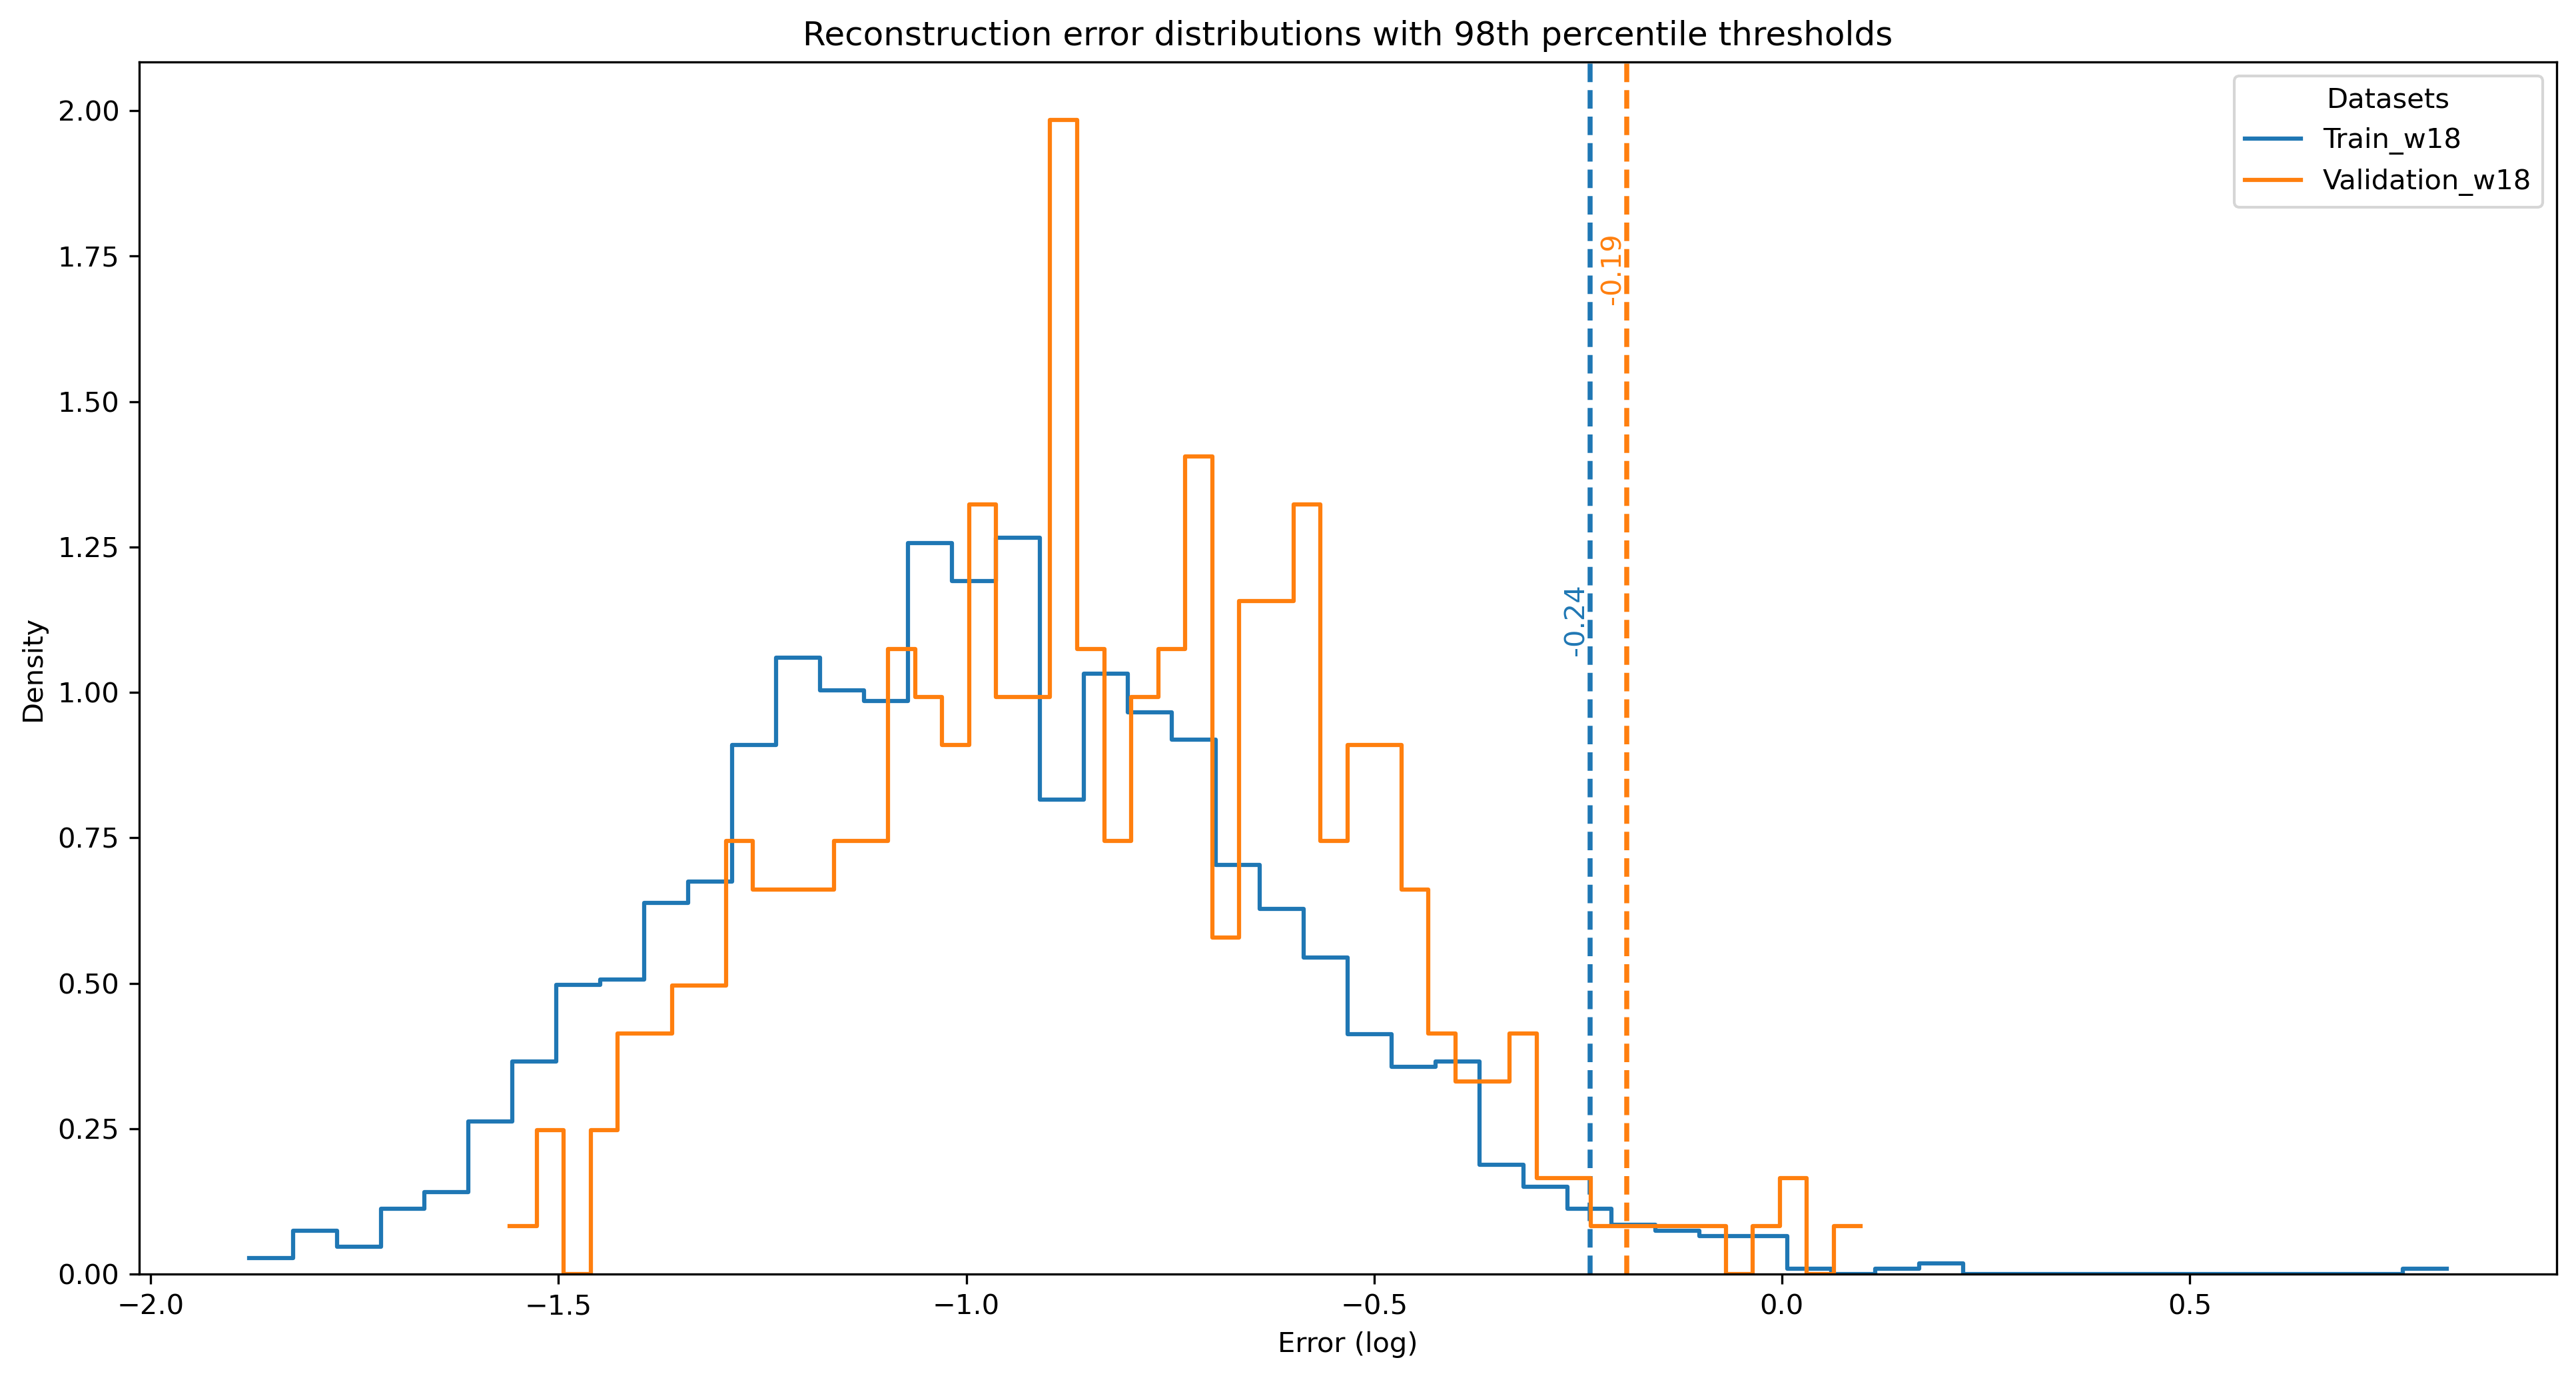 Reconstruction error distributions with 98th percentile thresholds
Datasets
Train_w18
Validation_w18
2.00
1.75
1.50
1.25
1.00
0.75
0.50
0.25
0.00
Density
-0.24
-0.19
−2.0
−1.5
−1.0
−0.5
0.0
0.5
Error (log)